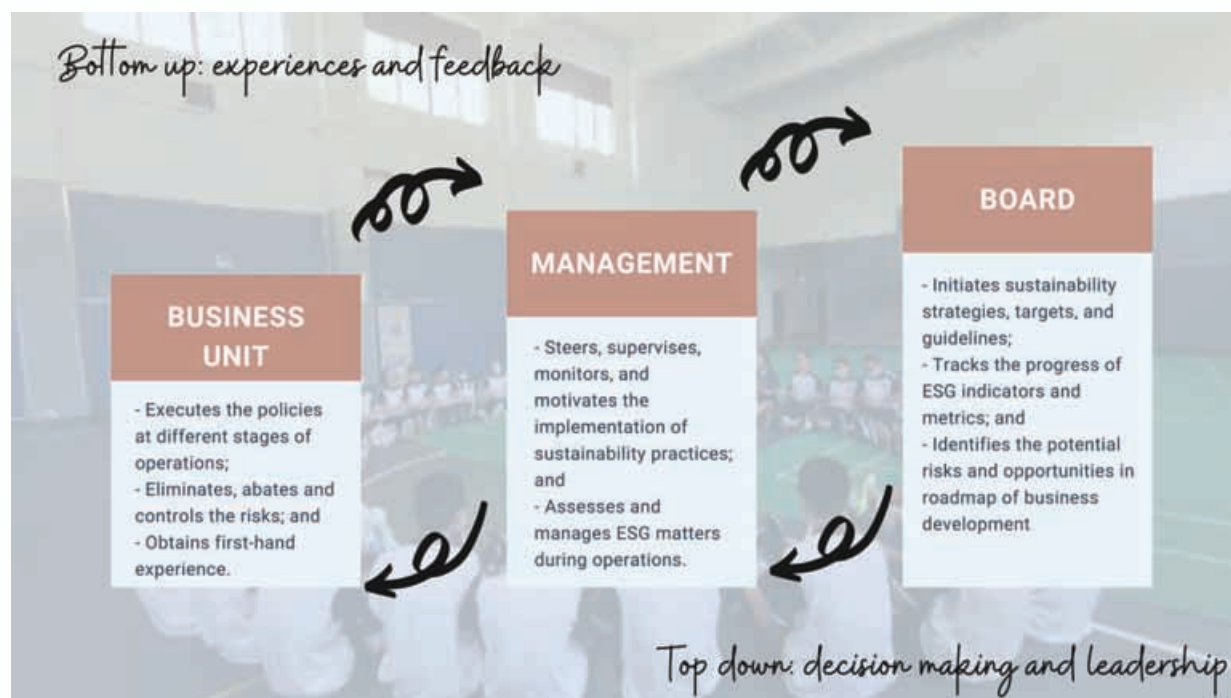 Bottom up: experiences and feedback
BUSINESS
UNIT
- Executes the policies
at different stages of
operations;
- Eliminates, abates and
controls the risks; and
- Obtains first-hand
experience.
MANAGEMENT
- Steers, supervises,
monitors, and
motivates the
implementation of
sustainability practices;
and
- Assesses and
manages ESG matters
during operations.
BOARD
- Initiates sustainability
strategies, targets, and
guidelines;
- Tracks the progress of
ESG indicators and
metrics; and
- Identifies the potential
risks and opportunities in
roadmap of business
development
Top down: decision making and leadership